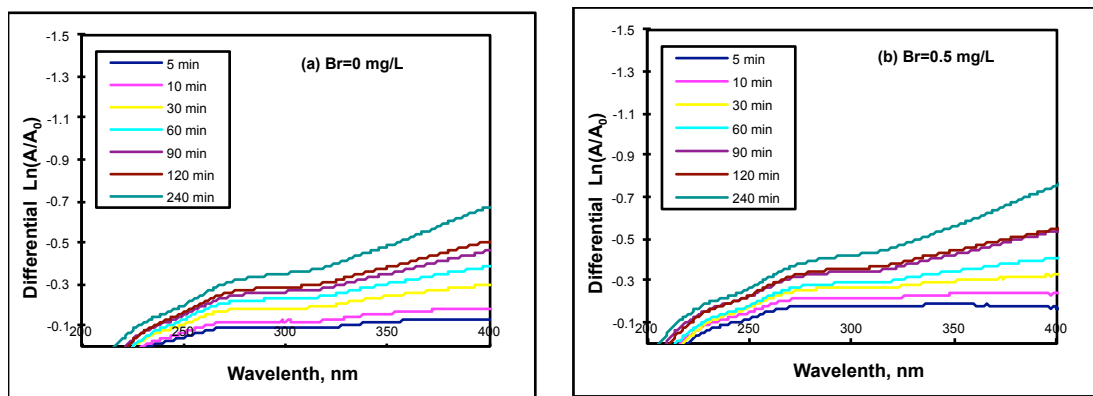 -1.5
-1.3
-1.1
-0.9
-0.7
-0.5
-0.3
-0.1
Differential Ln(A/A0)
5 min
10 min
30 min
60 min
90 min
120 min
240 min
(a) Br=0 mg/L
200 250 300 350 400
Wavelenth, nm
-1.5
-1.3
-1.1
-0.9
-0.7
-0.5
-0.3
-0.1
Differential Ln(A/A0)
5 min
10 min
30 min
60 min
90 min
120 min
240 min
(b) Br=0.5 mg/L
200 250 300 350 400
Wavelenth, nm